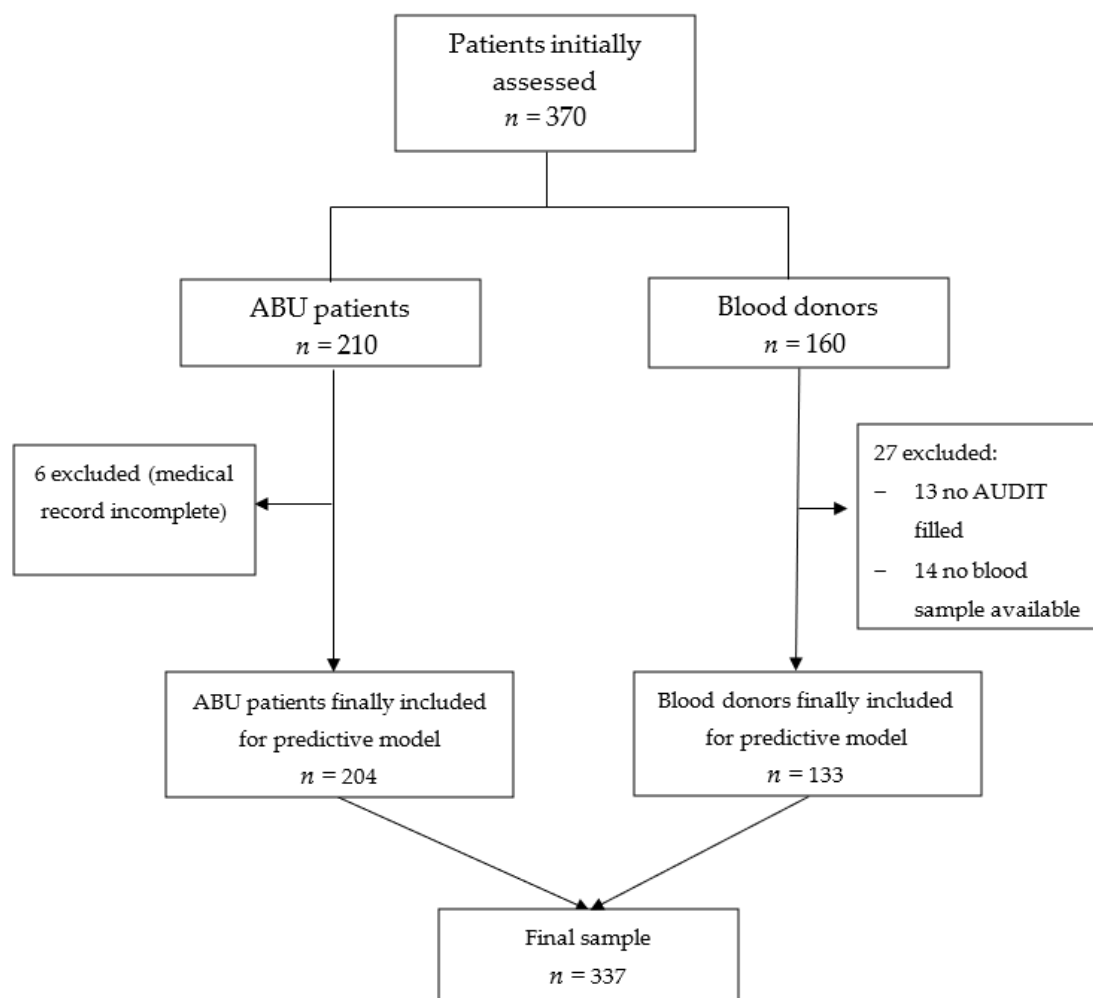 Patients initially
assessed
n = 370
ABU patients
n = 210
Blood donors
n = 160
6 excluded (medical
record incomplete)
27 excluded:
– 13 no AUDIT
filled
– 14 no blood
sample available
ABU patients finally included
for predictive model
n = 204
Blood donors finally included
for predictive model
n = 133
Final sample
n = 337